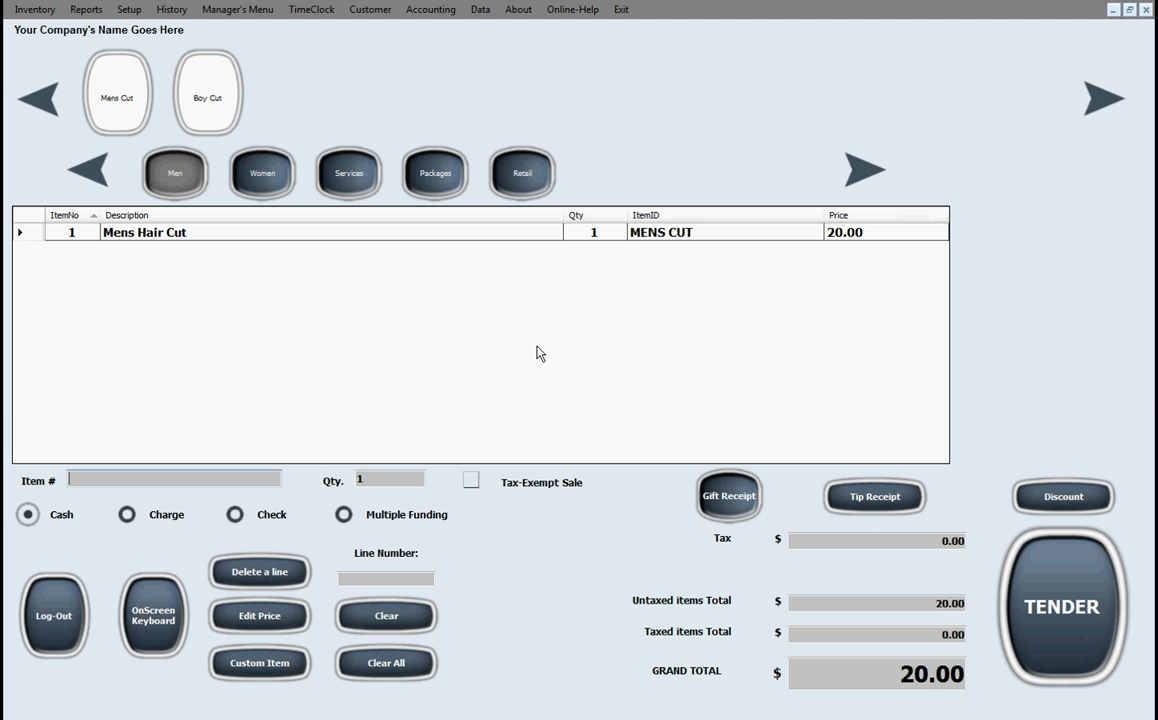 Inventory Reports Setup History Manager's Menu TimeClock Customer Accounting Data About Online-Help Exit
Your Company's Name Goes Here
Mens Cut Boy Cut
Men Women Services Packages Retail
ItemNo Description Qty ItemID Price
1 Mens Hair Cut 1 MENS CUT 20.00
Item # Qty. 1 Tax-Exempt Sale Gift Receipt Tip Receipt Discount
Cash Charge Check Multiple Funding
Tax $ 0.00
Line Number:
Delete a line
Log-Out OnScreen Keyboard Edit Price Clear
Custom Item Clear All
Untaxed items Total $ 20.00
Taxed items Total $ 0.00
GRAND TOTAL $ 20.00
TENDER